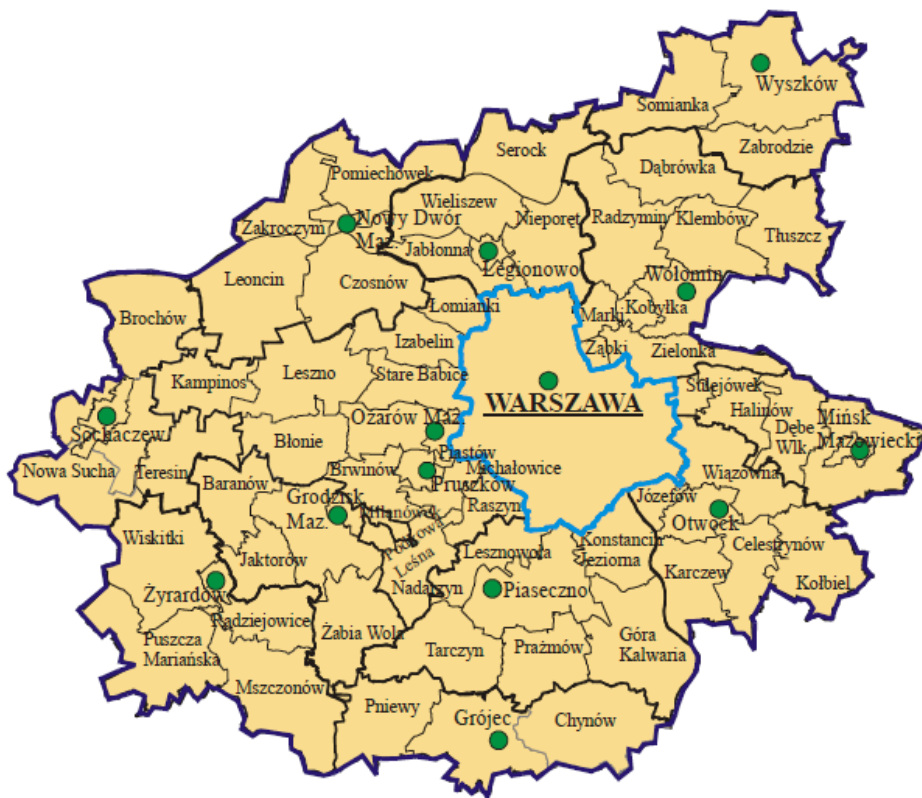 Wyszków
Somianka
Zabrodzie
Serock
Dąbrówka
Pomiechówek
Wieliszew
Nieporęt
Radzymin
Klembów
Zakroczym
Nowy Dwór
Maz.
Jabłonna
Tłuszcz
Legionowo
Wołomin
Leoncin
Czosnów
Łomianki
Marki
Kobyłka
Brochów
Izabelin
Ząbki
Zielonka
Kampinos
Leszno
Stare Babice
WARSZAWA
Sulejówek
Halinów
Dębe
Wlk.
Mińsk
Mazowiecki
Sochaczew
Ożarów Maz.
Błonie
Piastów
Nowa Sucha
Teresin
Baranów
Brwinów
Michałowice
Pruszków
Wiązowna
Józefów
Grodzisk
Maz.
Milanówek
Raszyn
Otwock
Wiskitki
Podkowa
Leśna
Lesznowola
Konstancin
Jeziorna
Celestynów
Jaktorów
Karczew
Kołbiel
Żyrardów
Nadarzyn
Piaseczno
Radziejowice
Puszcza
Mariańska
Żabia Wola
Tarczyn
Prażmów
Góra
Kalwaria
Mszczonów
Pniewy
Grójec
Chynów